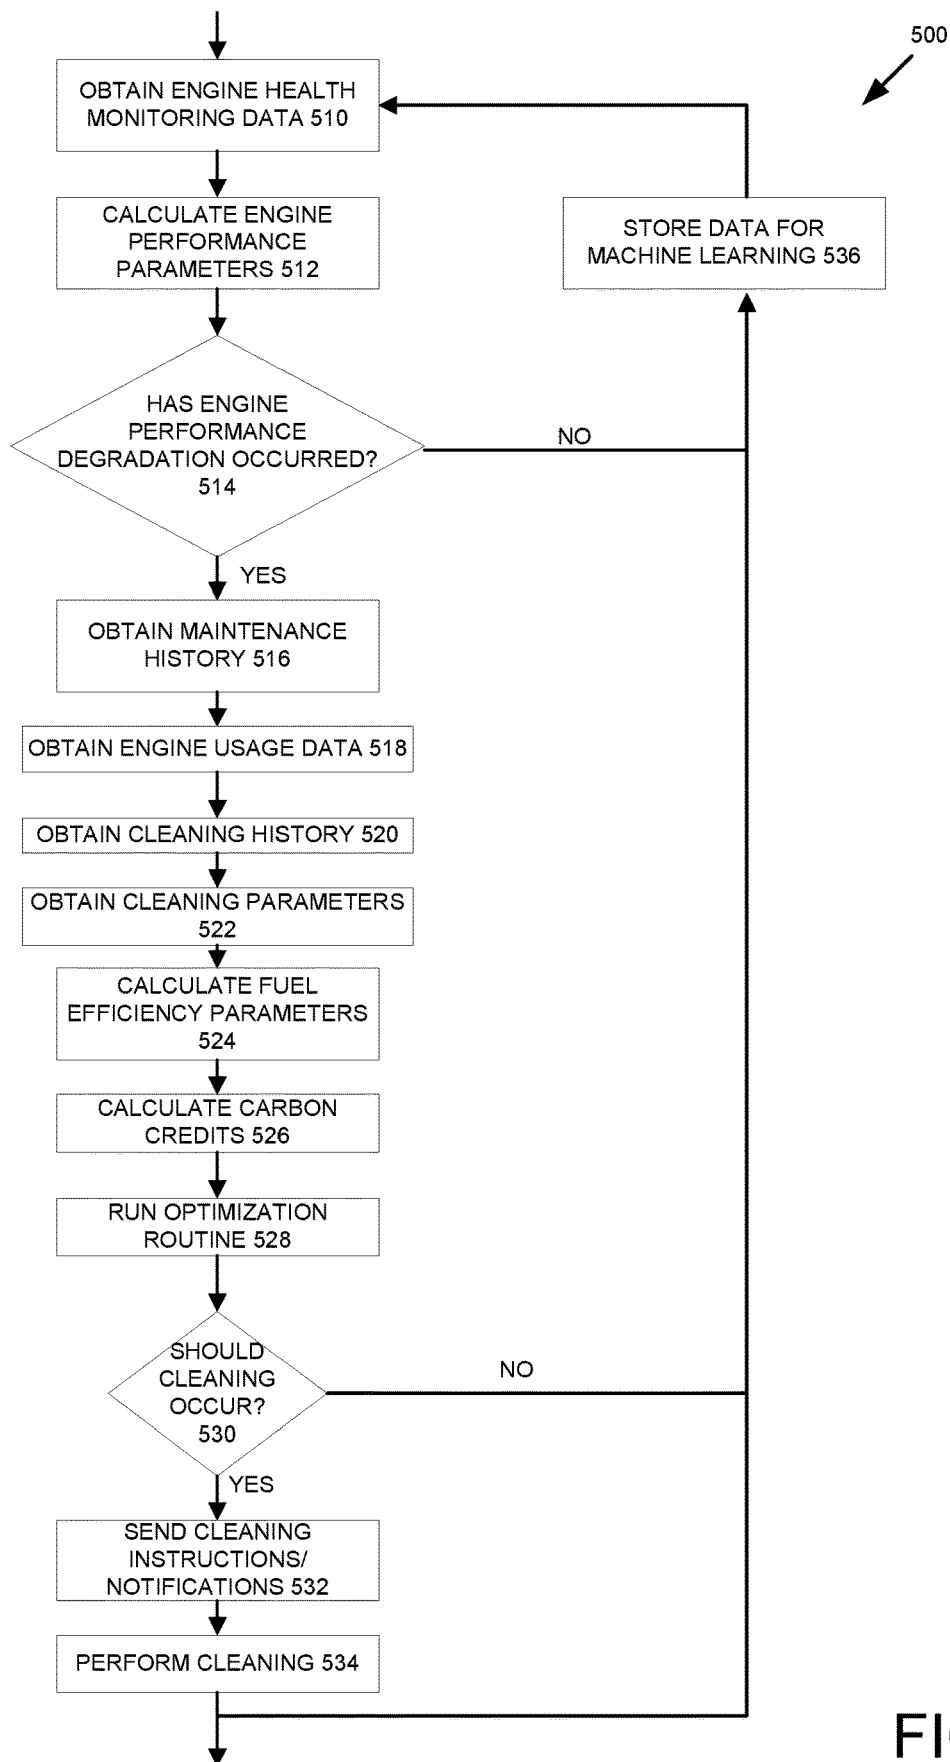 500
OBTAIN ENGINE HEALTH
MONITORING DATA 510
CALCULATE ENGINE
PERFORMANCE
PARAMETERS 512
STORE DATA FOR
MACHINE LEARNING 536
HAS ENGINE
PERFORMANCE
DEGRADATION OCCURRED?
514
NO
YES
OBTAIN MAINTENANCE
HISTORY 516
OBTAIN ENGINE USAGE DATA 518
OBTAIN CLEANING HISTORY 520
OBTAIN CLEANING PARAMETERS
522
CALCULATE FUEL
EFFICIENCY PARAMETERS
524
CALCULATE CARBON
CREDITS 526
RUN OPTIMIZATION
ROUTINE 528
SHOULD
CLEANING
OCCUR?
530
NO
YES
SEND CLEANING
INSTRUCTIONS/
NOTIFICATIONS 532
PERFORM CLEANING 534